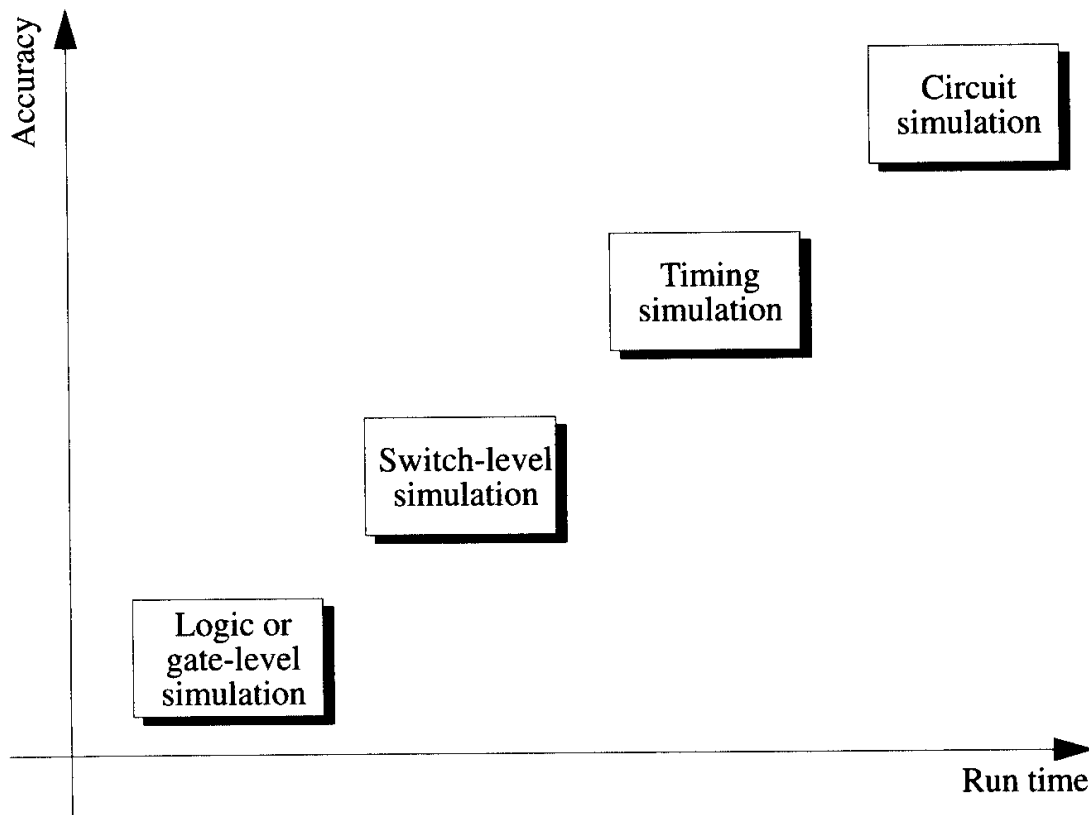 Accuracy
Circuit
simulation
Timing
simulation
Switch-level
simulation
Logic or
gate-level
simulation
Run time